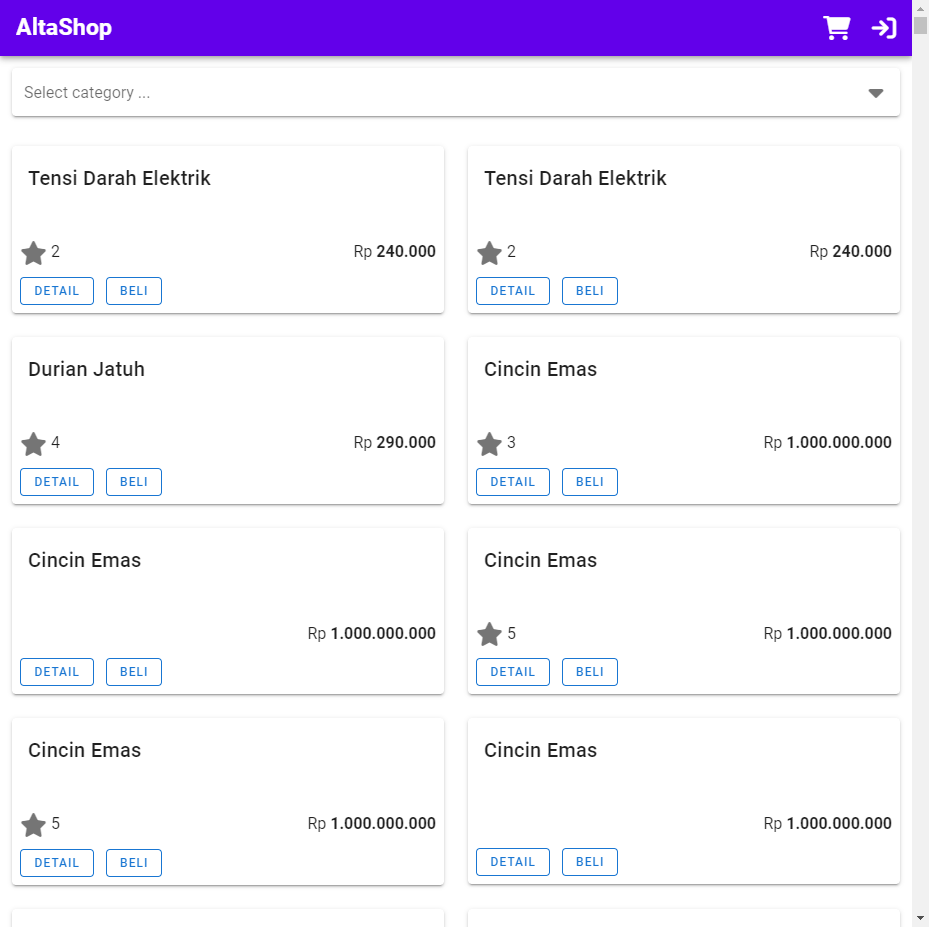 AltaShop
Select category ...
Tensi Darah Elektrik
2
Rp 240.000
DETAIL
BELI
Tensi Darah Elektrik
2
Rp 240.000
DETAIL
BELI
Durian Jatuh
4
Rp 290.000
DETAIL
BELI
Cincin Emas
3
Rp 1.000.000.000
DETAIL
BELI
Cincin Emas
Rp 1.000.000.000
DETAIL
BELI
Cincin Emas
5
Rp 1.000.000.000
DETAIL
BELI
Cincin Emas
5
Rp 1.000.000.000
DETAIL
BELI
Cincin Emas
Rp 1.000.000.000
DETAIL
BELI